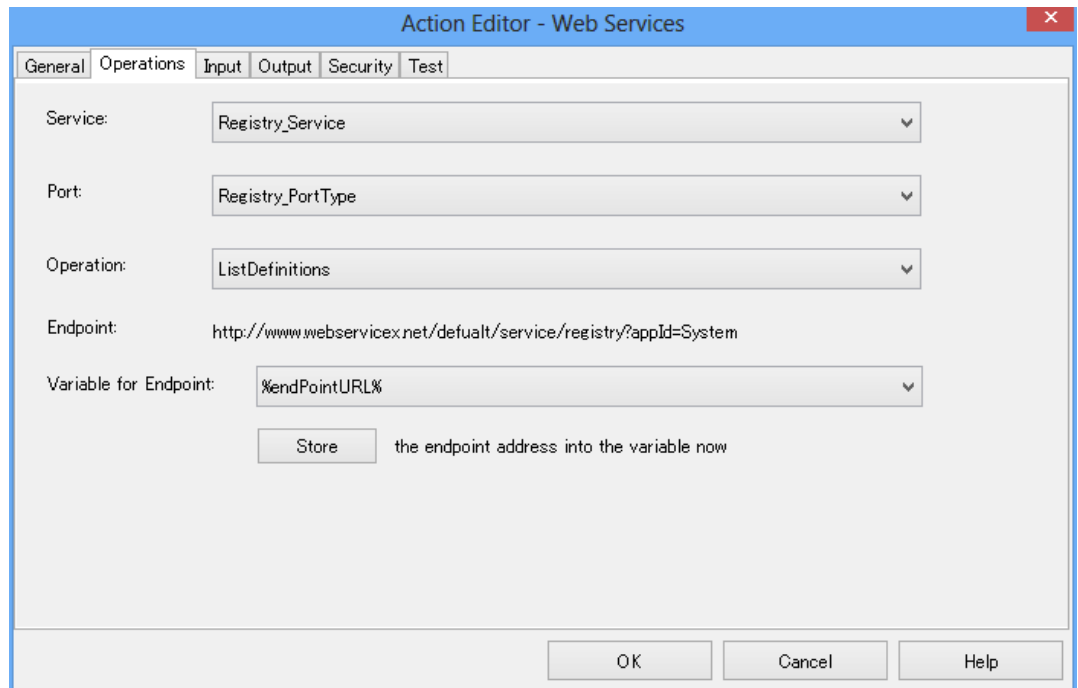 Action Editor - Web Services
General Operations Input Output Security Test
Service: Registry_Service
Port: Registry_PortType
Operation: ListDefinitions
Endpoint: http://www.webservicex.net/defualt/service/registry?appId=System
Variable for Endpoint: %endPointURL%
Store the endpoint address into the variable now
OK Cancel Help